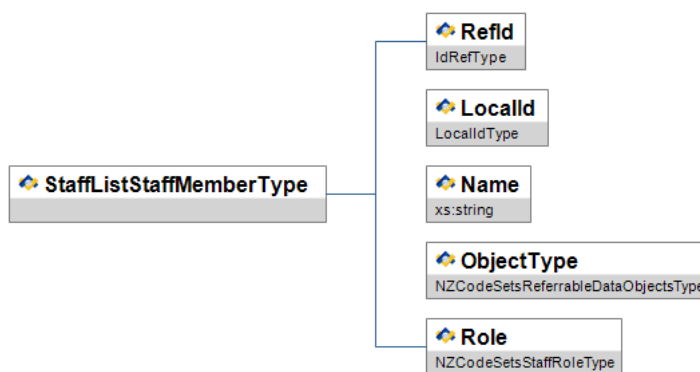 RefId
IdRefType
LocalId
LocalIdType
StaffListStaffMemberType
Name
xs:string
ObjectType
NZCodeSetsReferrableDataObjectsType
Role
NZCodeSetsStaffRoleType